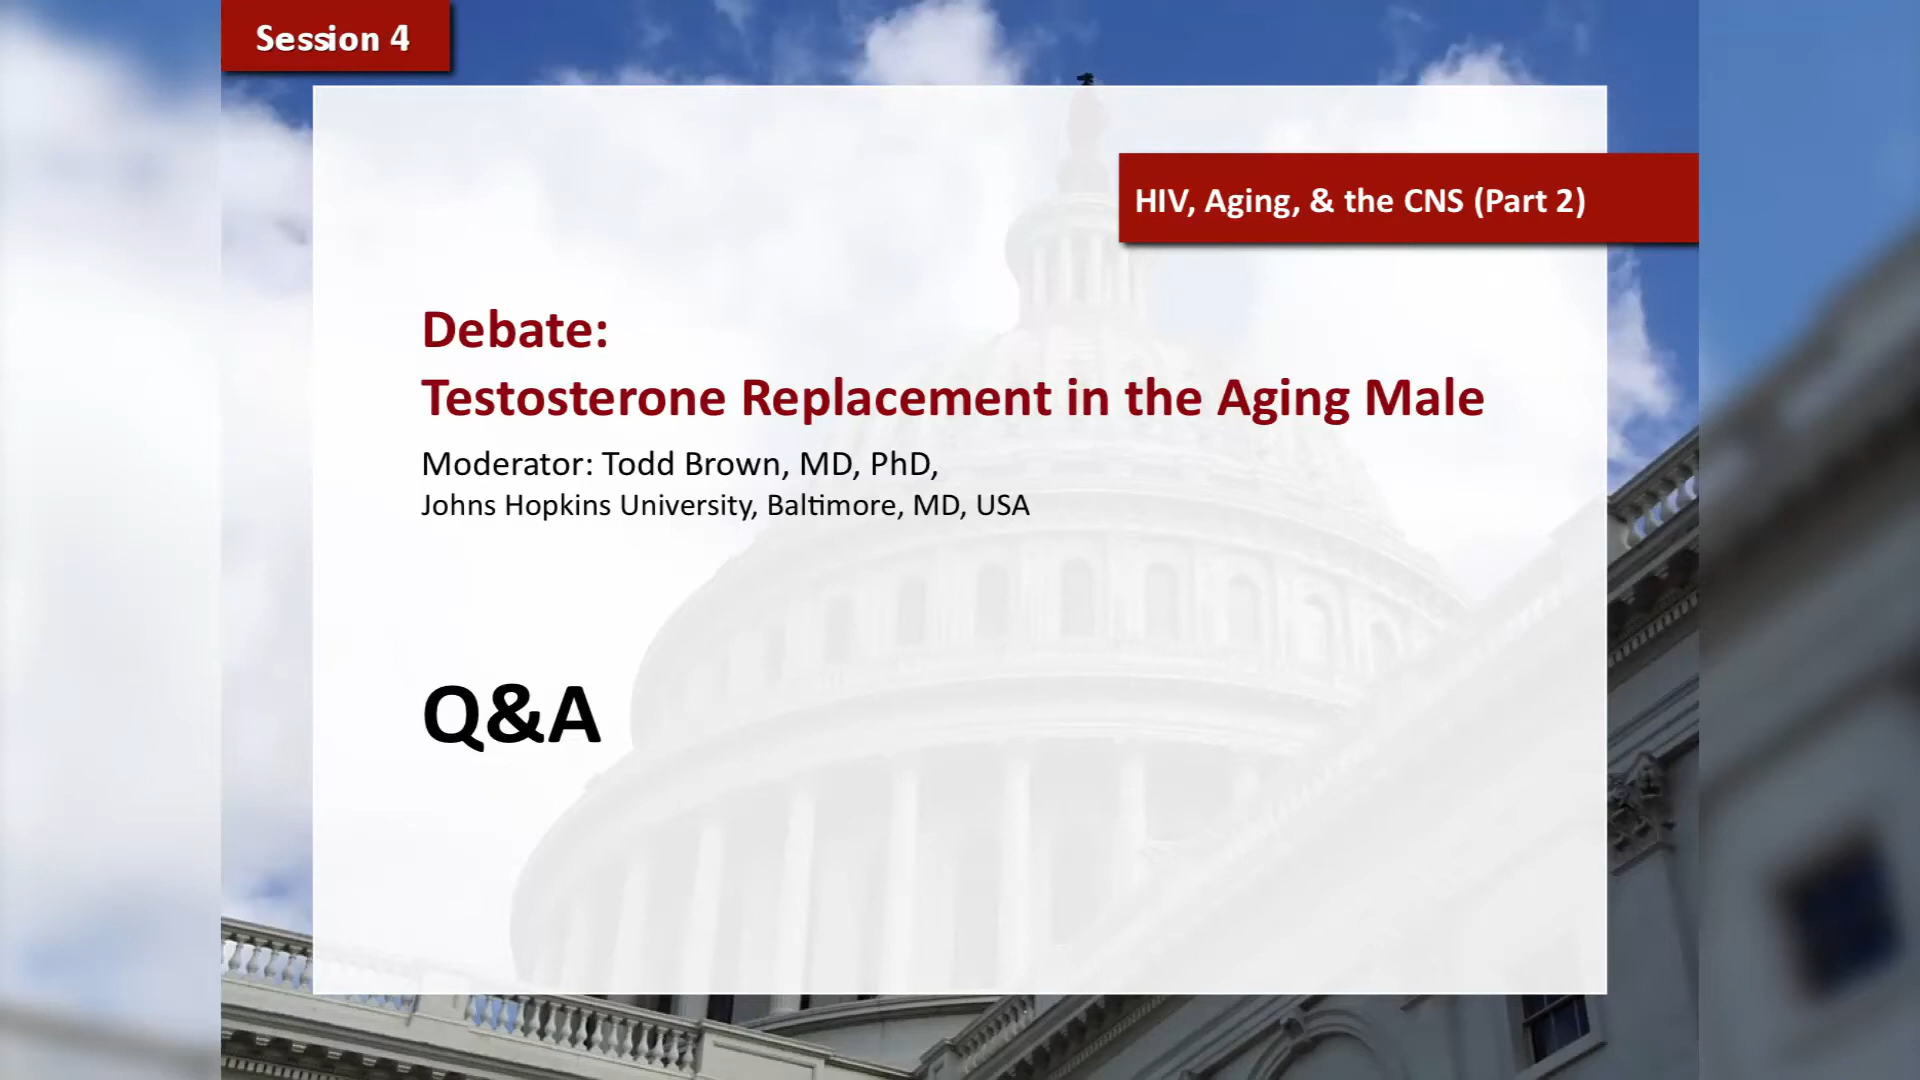 Session 4
HIV, Aging, & the CNS (Part 2)
Debate:
Testosterone Replacement in the Aging Male
Moderator: Todd Brown, MD, PhD,
Johns Hopkins University, Baltimore, MD, USA
Q&A